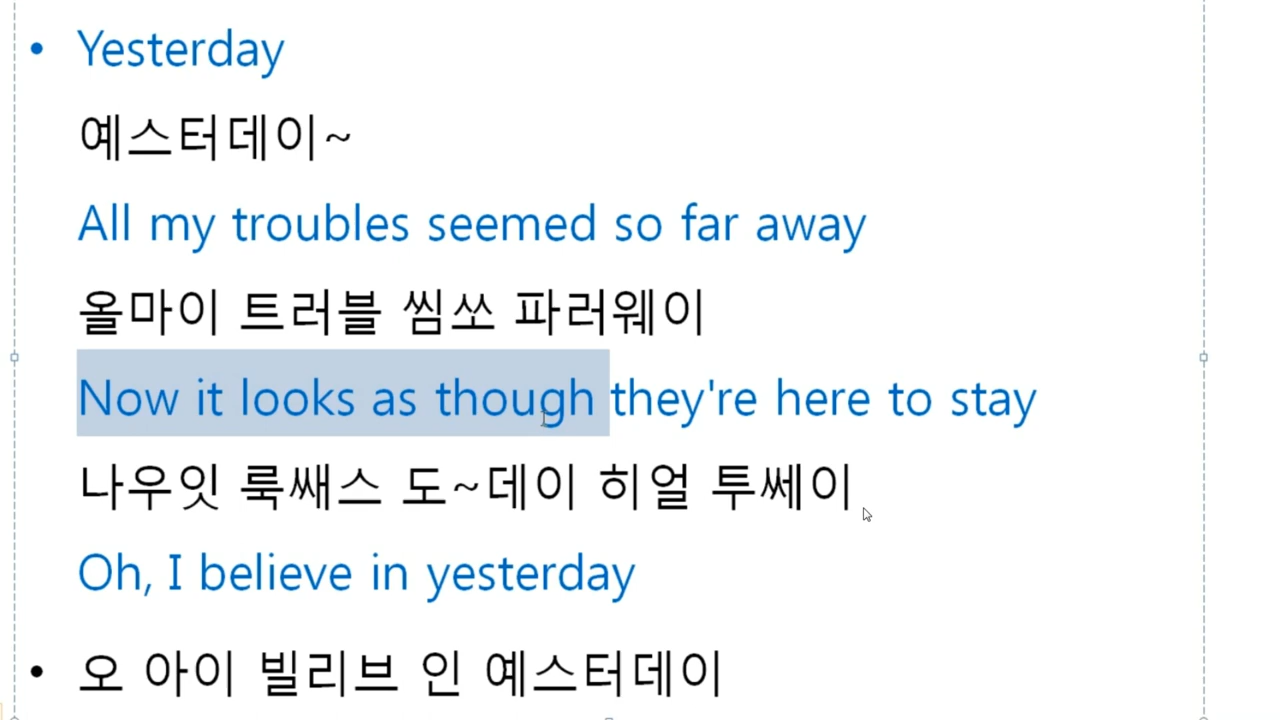 • Yesterday
예스터데이~
All my troubles seemed so far away
올마이 트러블 씸쏘 파러웨이
Now it looks as though they're here to stay
나우잇 룩쌔스 도~데이 히얼 투쎄이
Oh, I believe in yesterday
• 오 아이 빌리브 인 예스터데이